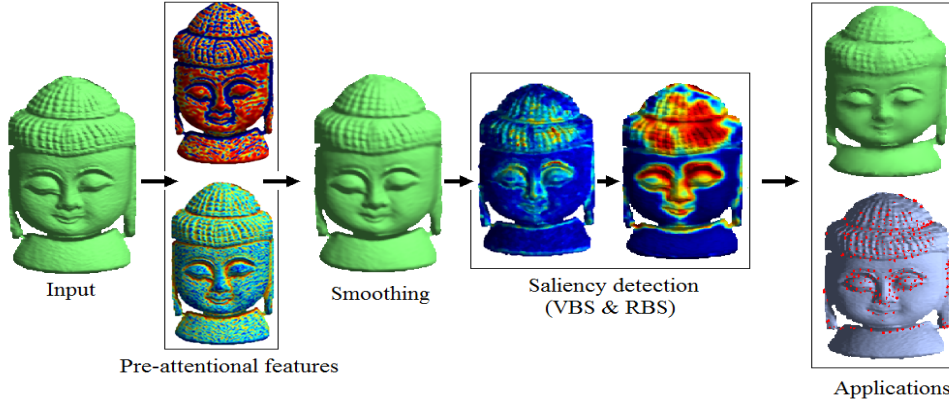 Input
Pre-attentional features
Smoothing
Saliency detection
(VBS & RBS)
Applications